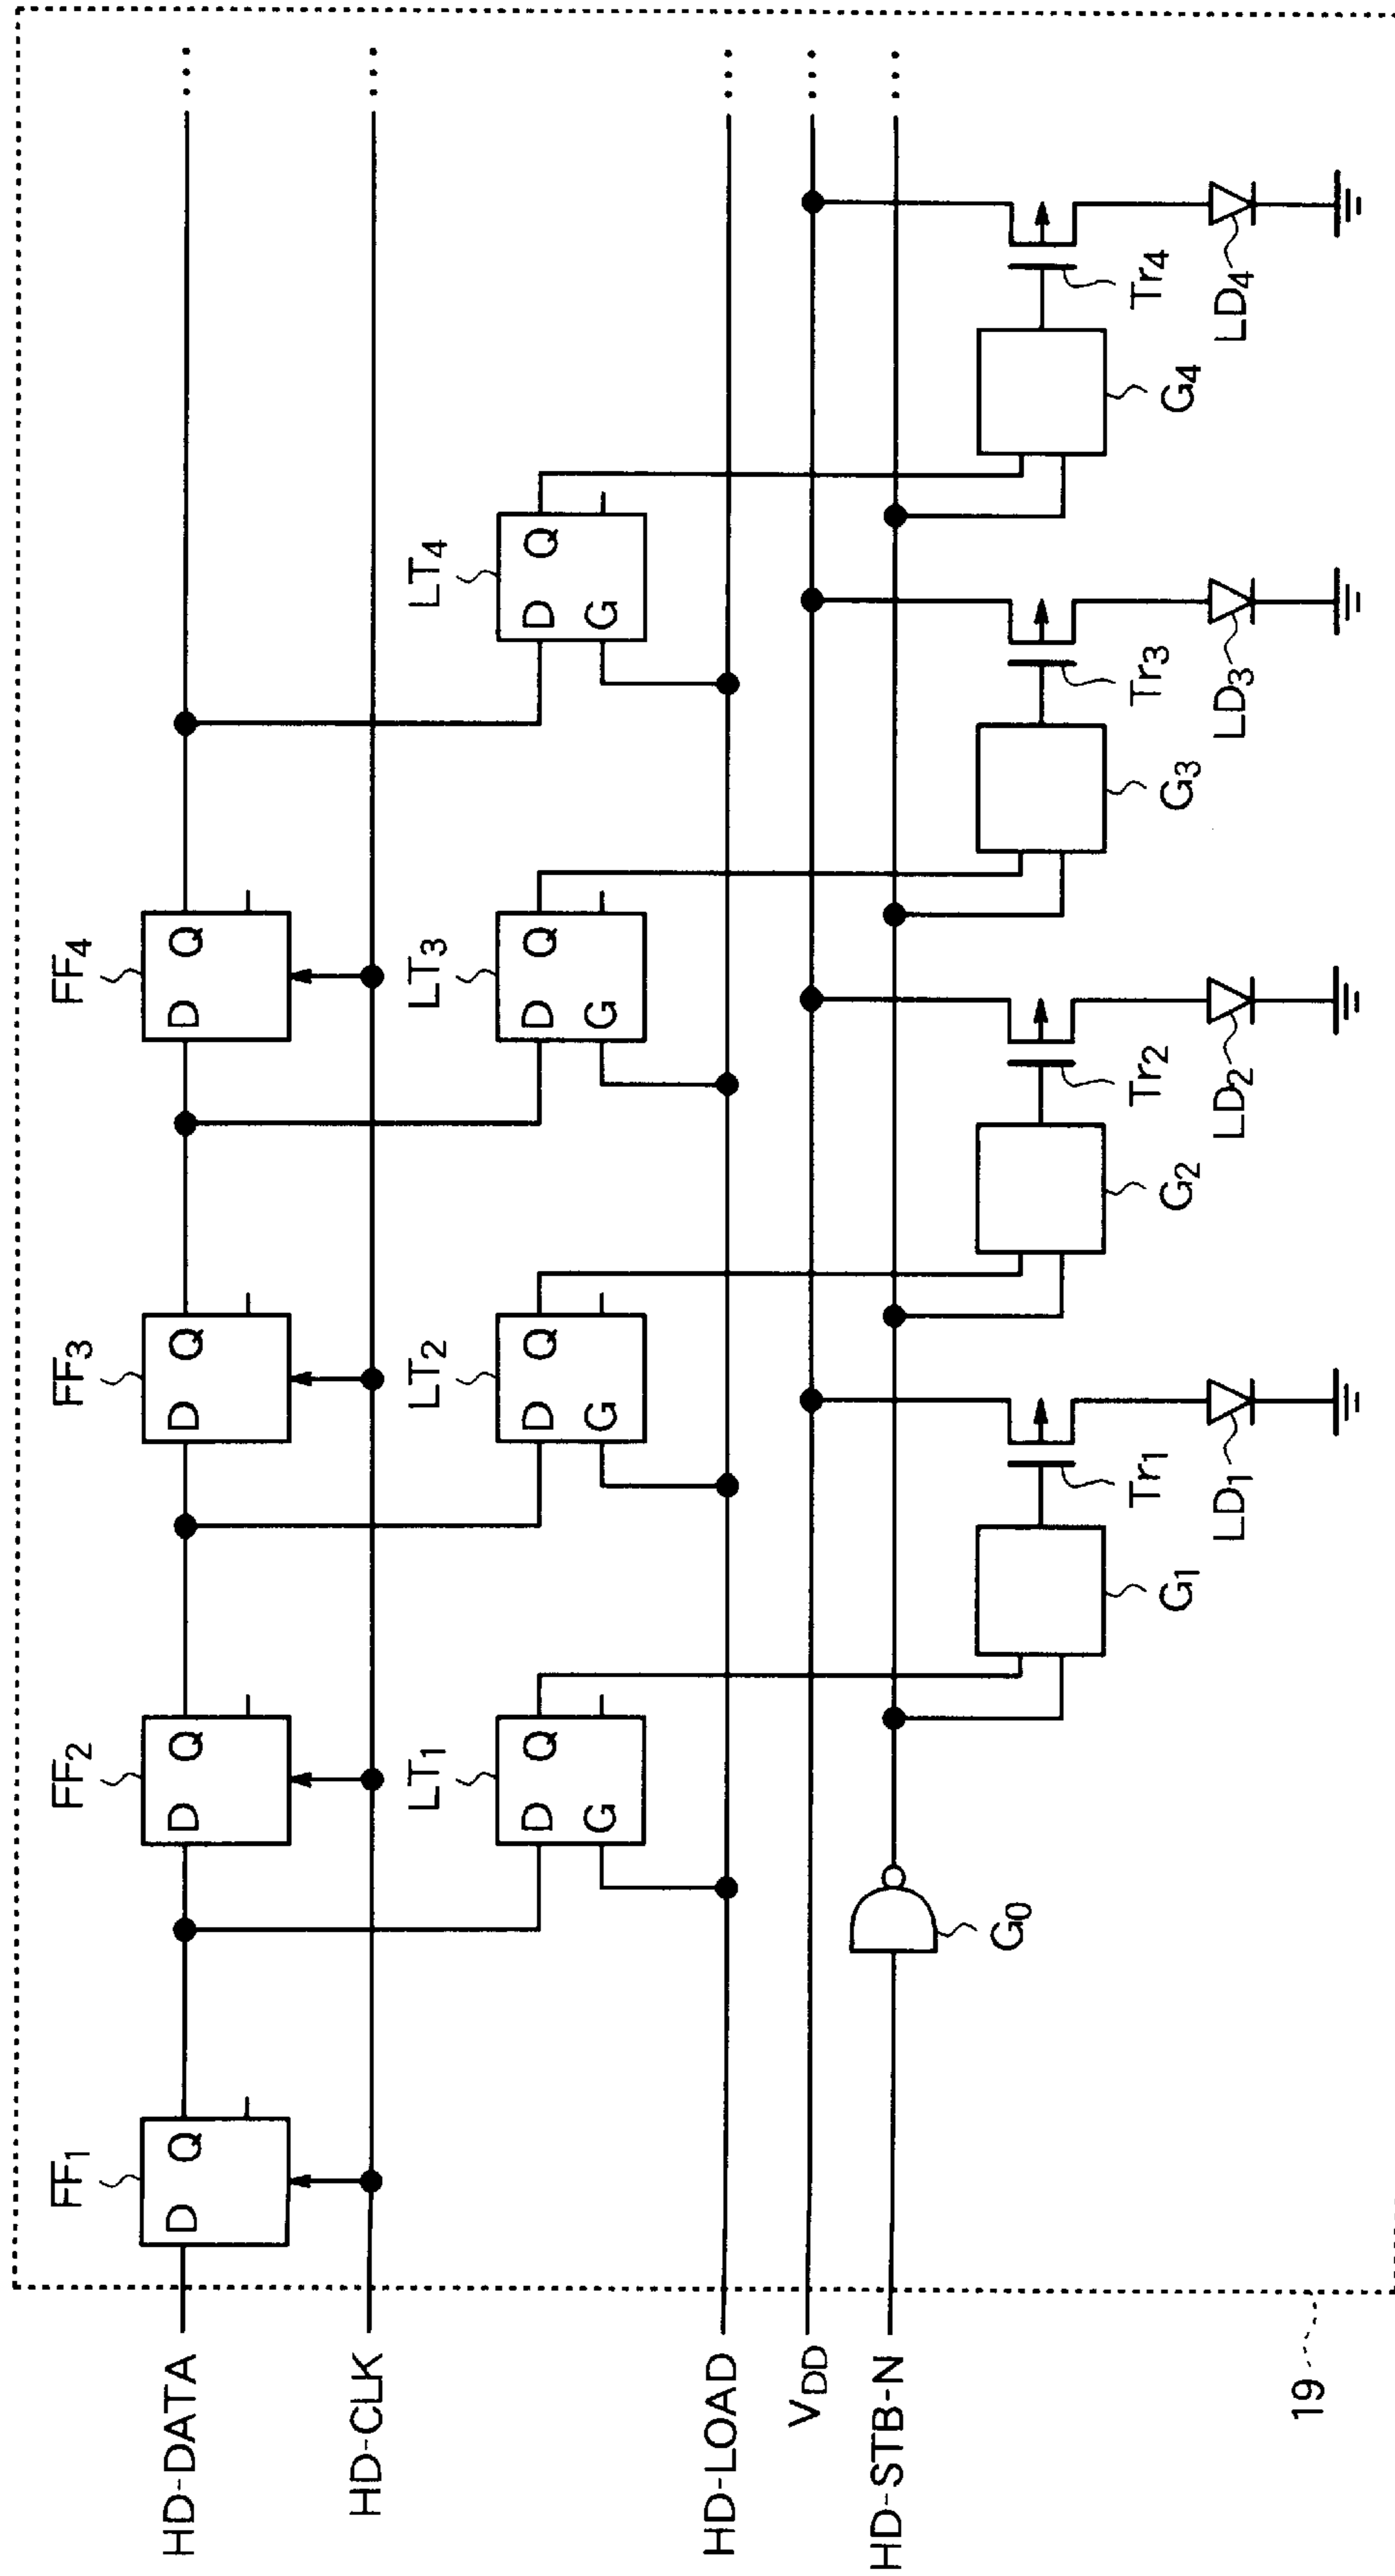 FF1 FF2 FF3 FF4
D Q D Q D Q D Q
HD-DATA
HD-CLK
LT1 LT2 LT3 LT4
D Q D Q D Q D Q
G G G G
HD-LOAD
VDD
HD-STB-N
G0
G1 Tr1 G2 Tr2 G3 Tr3 G4 Tr4
LD1 LD2 LD3 LD4
19